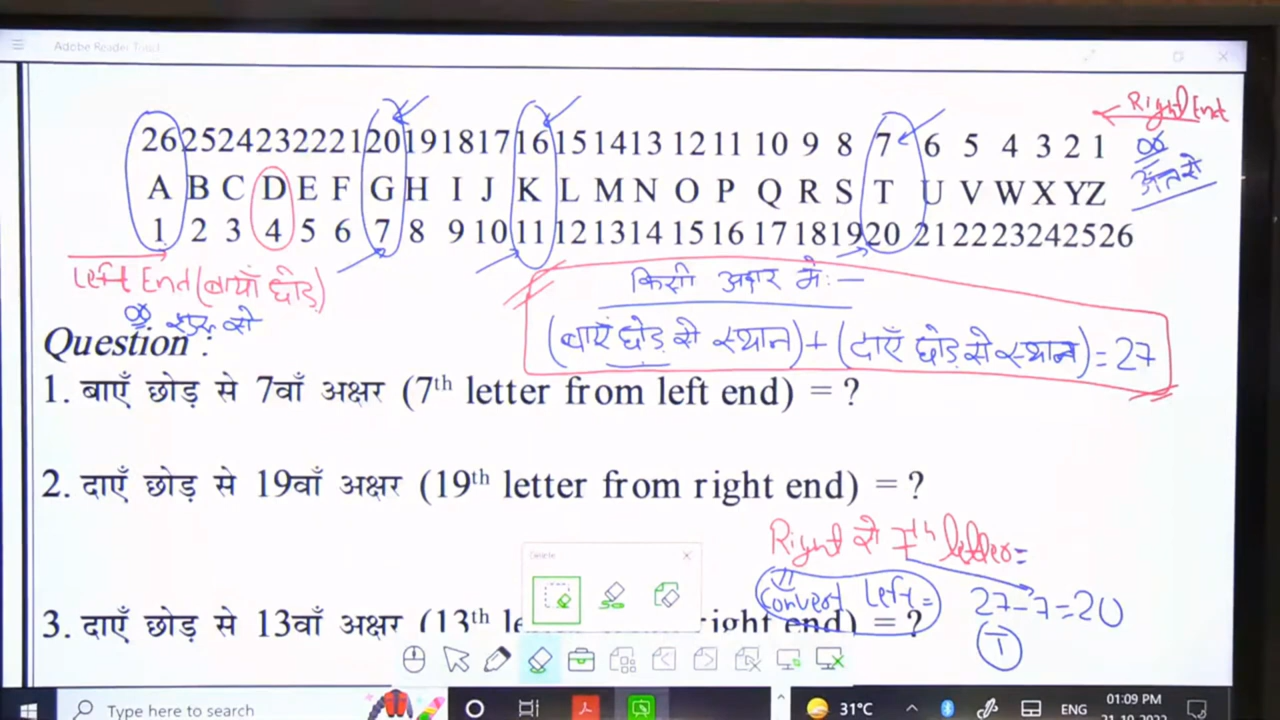 Adobe Reader Touch
Right End
26 25 24 23 22 21 20 19 18 17 16 15 14 13 12 11 10 9 8 7 6 5 4 3 2 1
A B C D E F G H I J K L M N O P Q R S T U V W X Y Z
1 2 3 4 5 6 7 8 9 10 11 12 13 14 15 16 17 18 19 20 21 22 23 24 25 26
or
अंत से
Left End (बायाँ छोड़)
or शुरू से
किसी अक्षर में:-
(बाएँ छोड़ से स्थान) + (दाएँ छोड़ से स्थान) = 27
Question :
1. बाएँ छोड़ से 7वाँ अक्षर (7th letter from left end) = ?
2. दाएँ छोड़ से 19वाँ अक्षर (19th letter from right end) = ?
Right से 7th letter =
Convert Left = 27-7=20
T
3. दाएँ छोड़ से 13वाँ अक्षर (13th le right end) = ?
Type here to search
31°C
ENG
01:09 PM